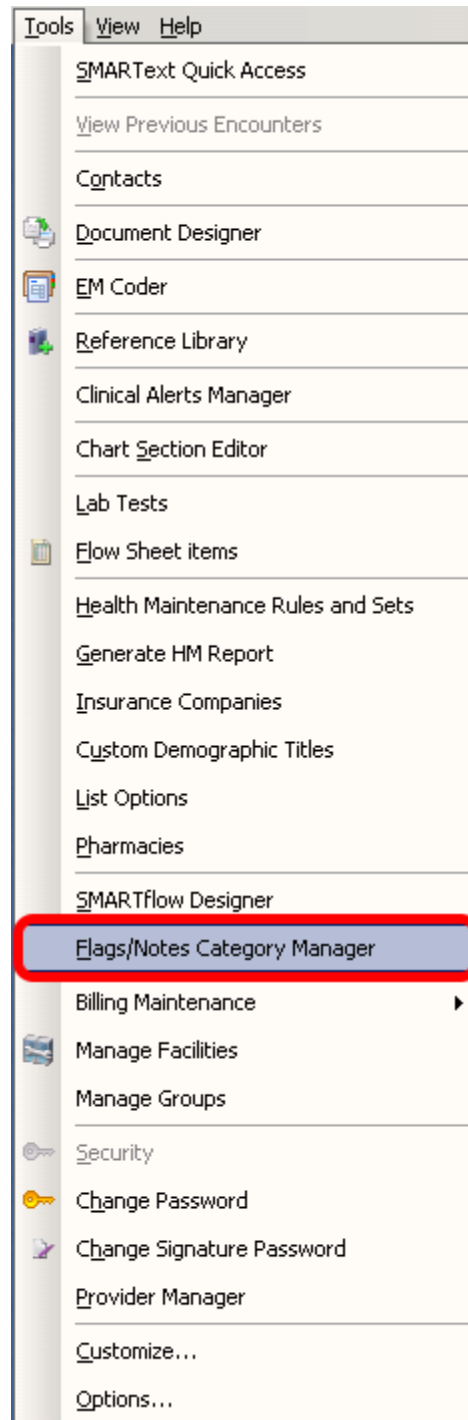 Tools View Help
SMARText Quick Access
View Previous Encounters
Contacts
Document Designer
EM Coder
Reference Library
Clinical Alerts Manager
Chart Section Editor
Lab Tests
Flow Sheet items
Health Maintenance Rules and Sets
Generate HM Report
Insurance Companies
Custom Demographic Titles
List Options
Pharmacies
SMARTflow Designer
Flags/Notes Category Manager
Billing Maintenance
Manage Facilities
Manage Groups
Security
Change Password
Change Signature Password
Provider Manager
Customize...
Options...